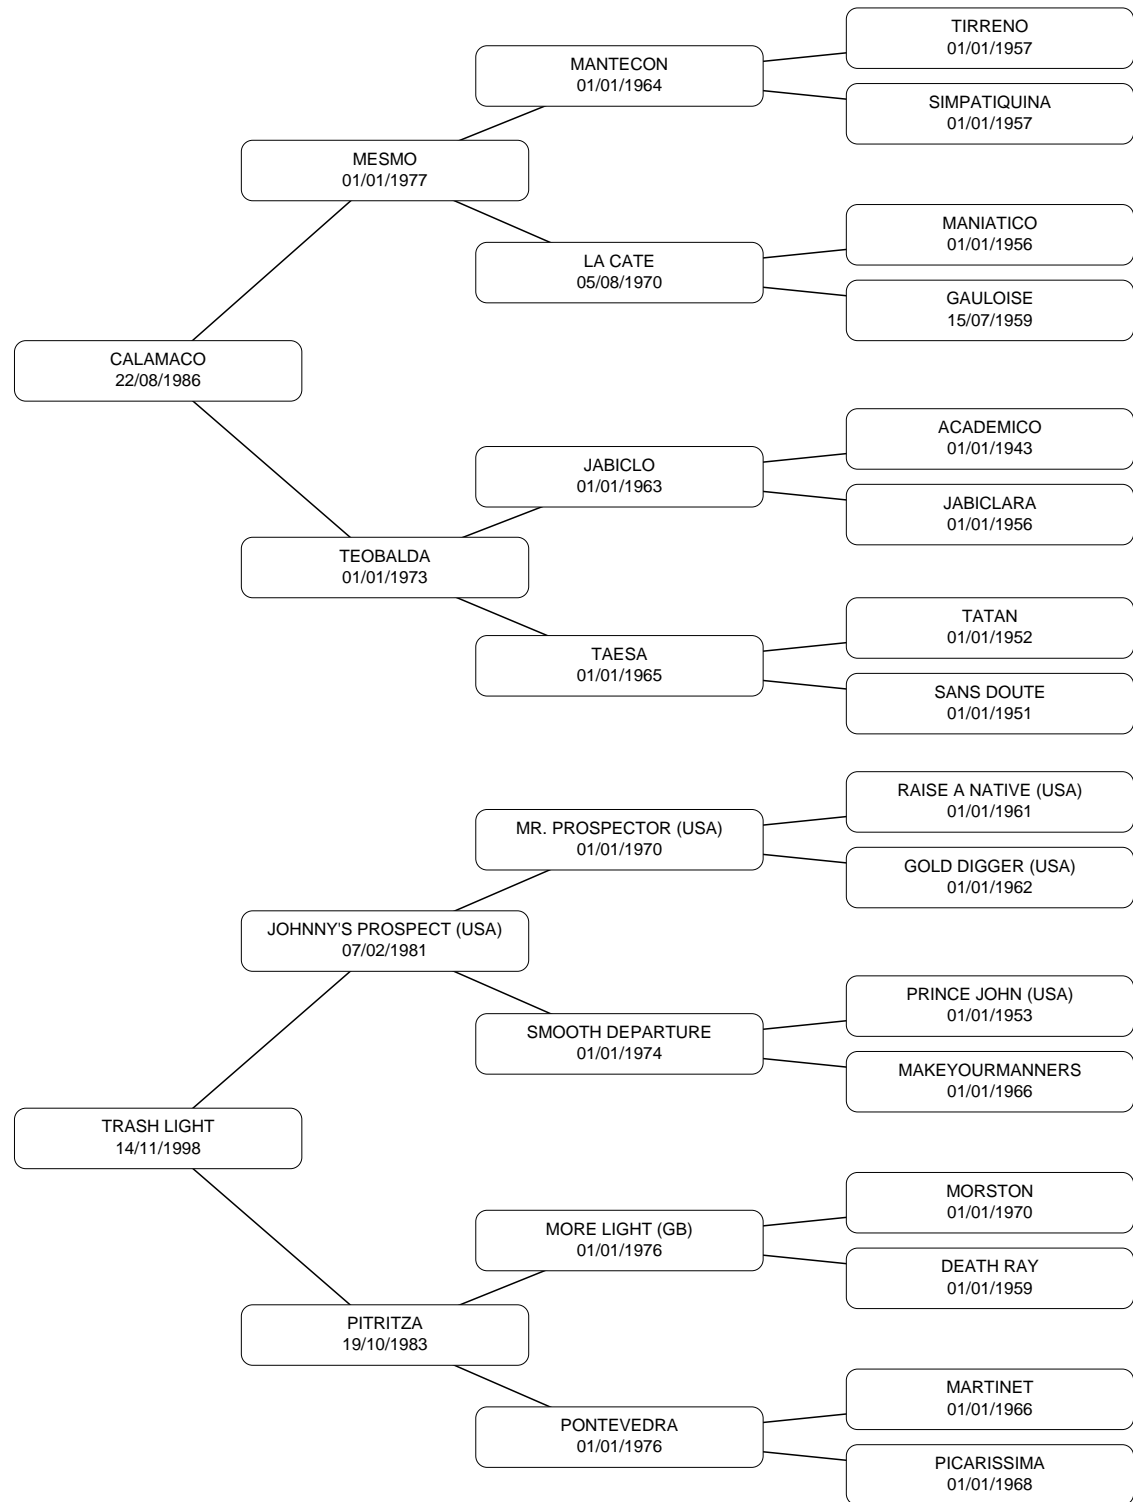 TIRRENO
01/01/1957
MANTECON
01/01/1964
SIMPATIQUINA
01/01/1957
MESMO
01/01/1977
MANIATICO
01/01/1956
LA CATE
05/08/1970
GAULOISE
15/07/1959
CALAMACO
22/08/1986
ACADEMICO
01/01/1943
JABICLO
01/01/1963
JABICLARA
01/01/1956
TEOBALDA
01/01/1973
TATAN
01/01/1952
TAESA
01/01/1965
SANS DOUTE
01/01/1951
RAISE A NATIVE (USA)
01/01/1961
MR. PROSPECTOR (USA)
01/01/1970
GOLD DIGGER (USA)
01/01/1962
JOHNNY'S PROSPECT (USA)
07/02/1981
PRINCE JOHN (USA)
01/01/1953
SMOOTH DEPARTURE
01/01/1974
MAKEYOURMANNERS
01/01/1966
TRASH LIGHT
14/11/1998
MORSTON
01/01/1970
MORE LIGHT (GB)
01/01/1976
DEATH RAY
01/01/1959
PITRITZA
19/10/1983
MARTINET
01/01/1966
PONTEVEDRA
01/01/1976
PICARISSIMA
01/01/1968